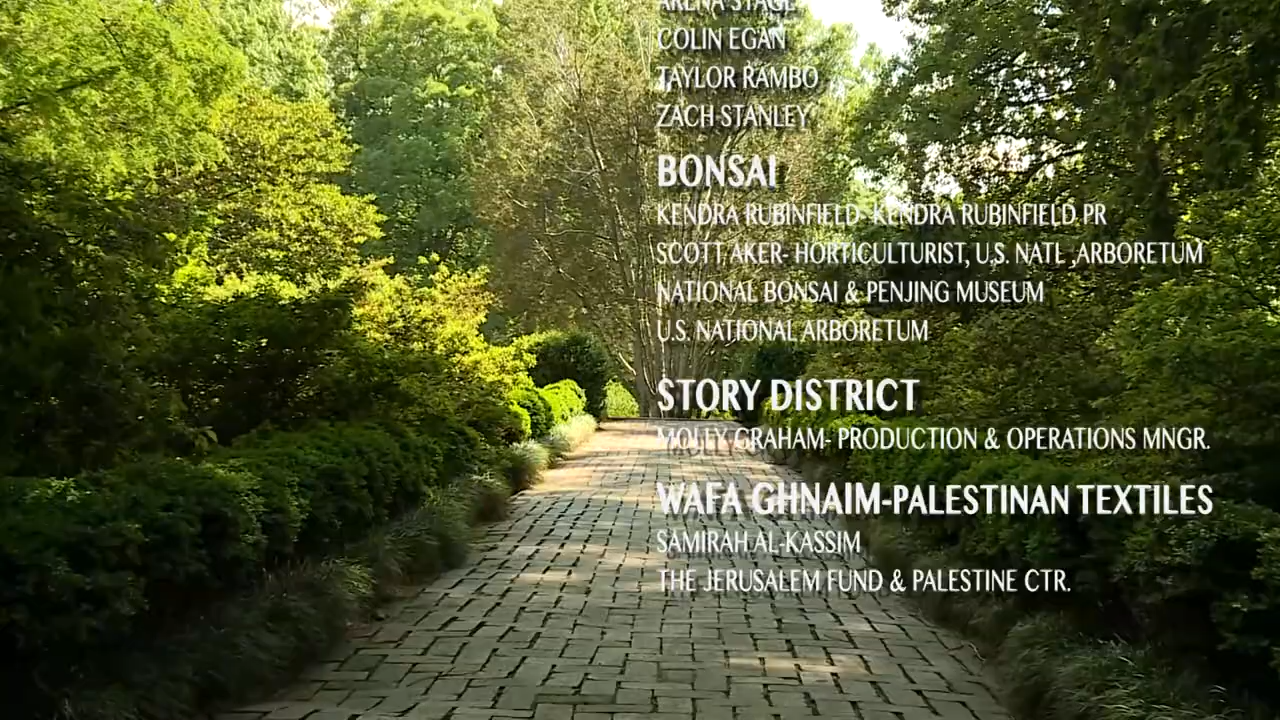 ARENA STAGE
COLIN EGAN
TAYLOR RAMBO
ZACH STANLEY
BONSAI
KENDRA RUBINFIELD- KENDRA RUBINFIELD PR
SCOTT AKER- HORTICULTURIST, U.S. NATL ,ARBORETUM
NATIONAL BONSAI & PENJING MUSEUM
U.S. NATIONAL ARBORETUM
STORY DISTRICT
MOLLY GRAHAM- PRODUCTION & OPERATIONS MNGR.
WAFA GHNAIM-PALESTINAN TEXTILES
SAMIRAH AL-KASSIM
THE JERUSALEM FUND & PALESTINE CTR.